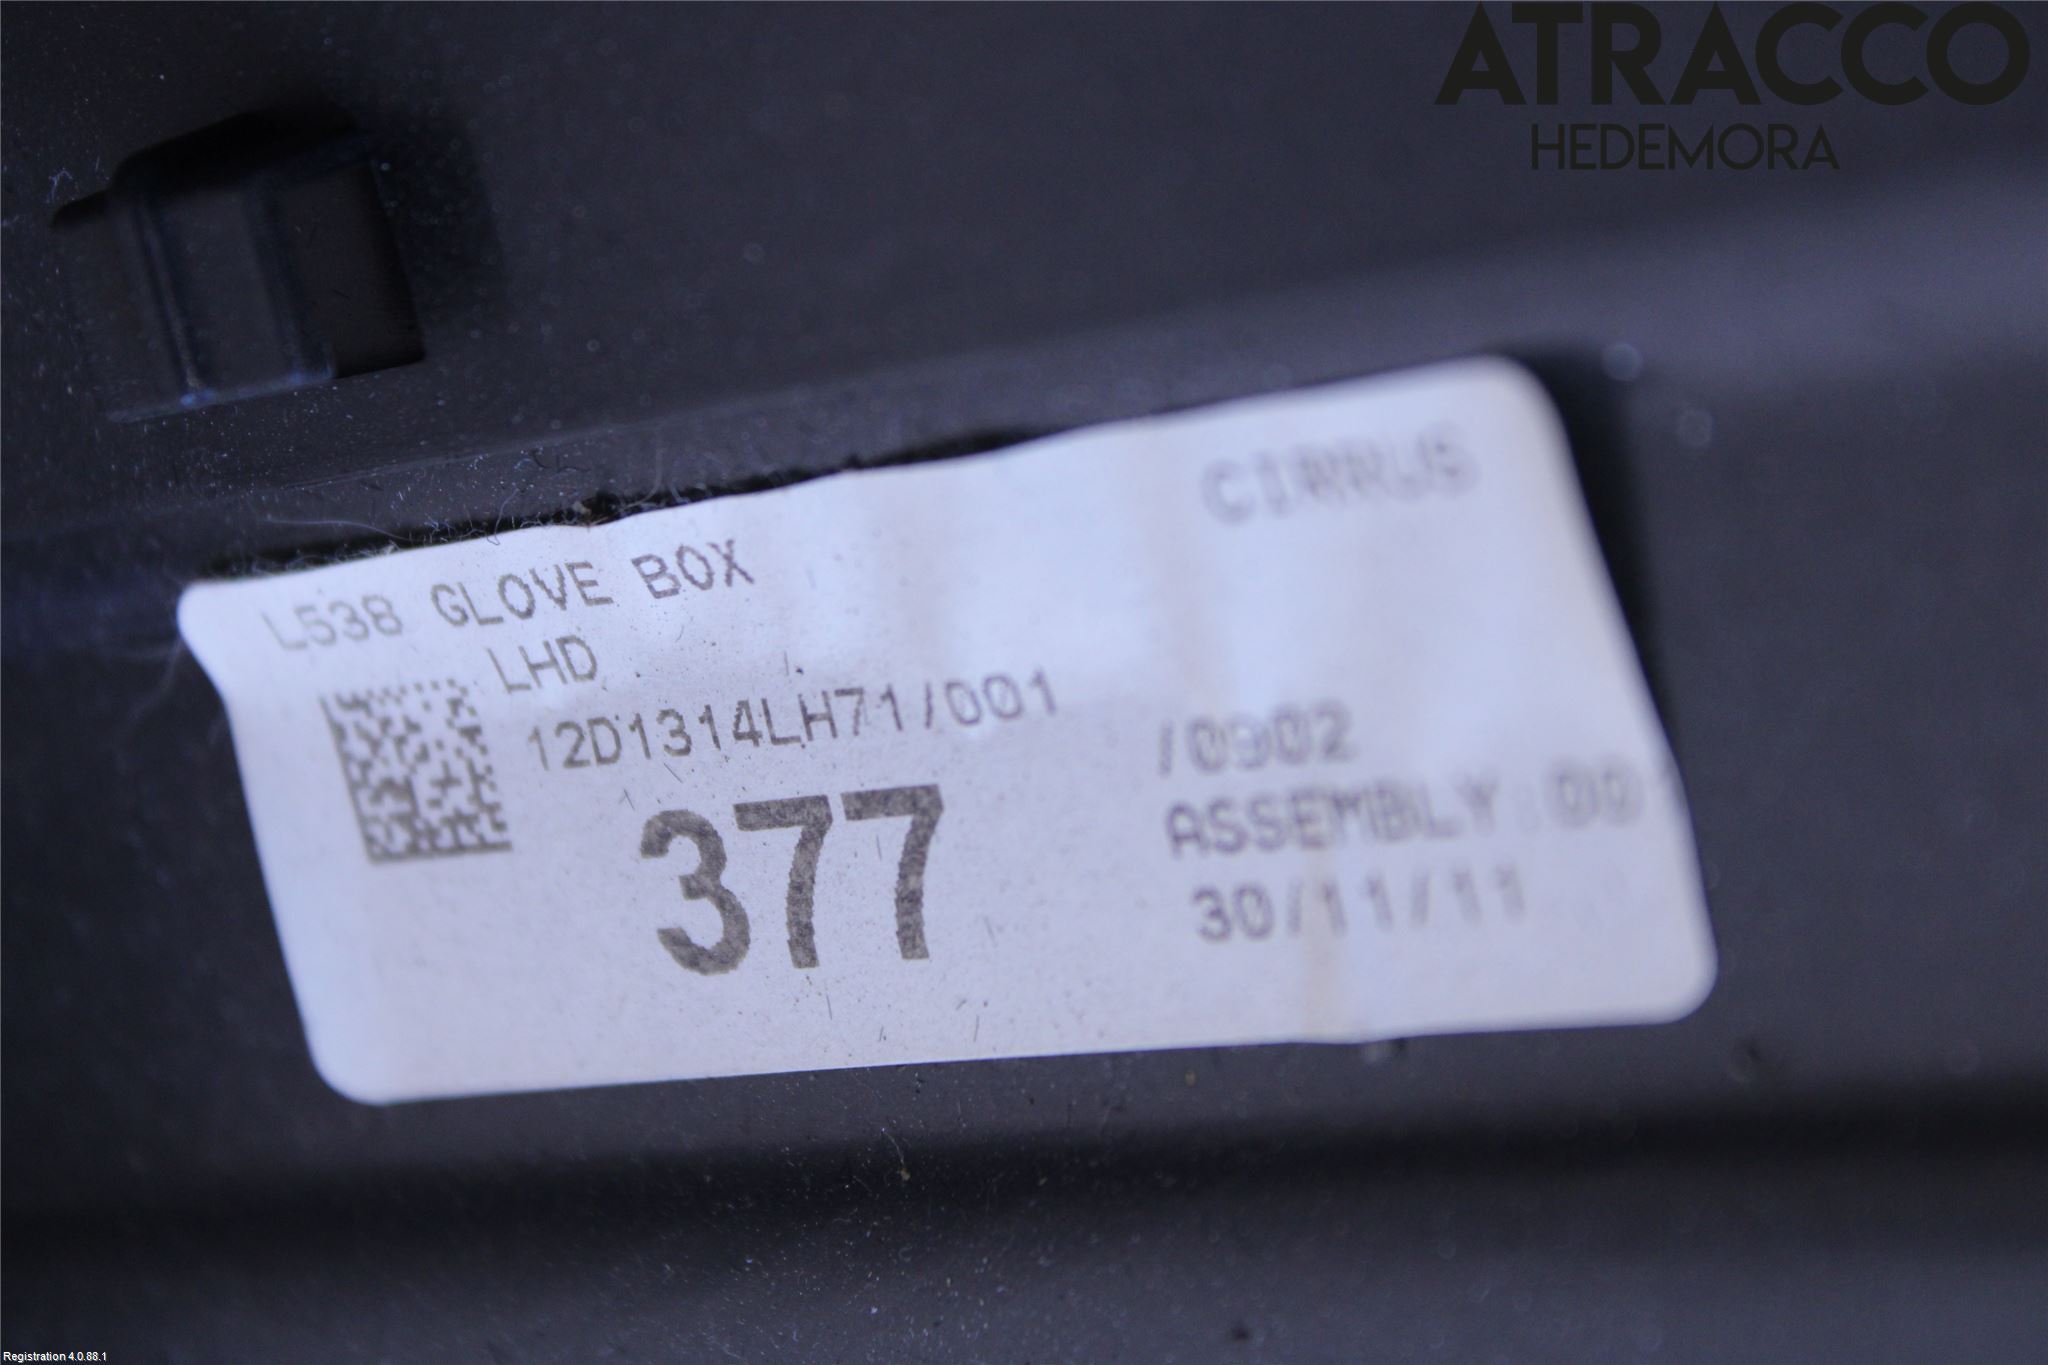 ATRACCO
HEDEMORA
CIRRUS
L538 GLOVE BOX
LHD
12D1314LH71/001
/0902
377
ASSEMBLY 00
30/11/11
Registration 4.0.88.1